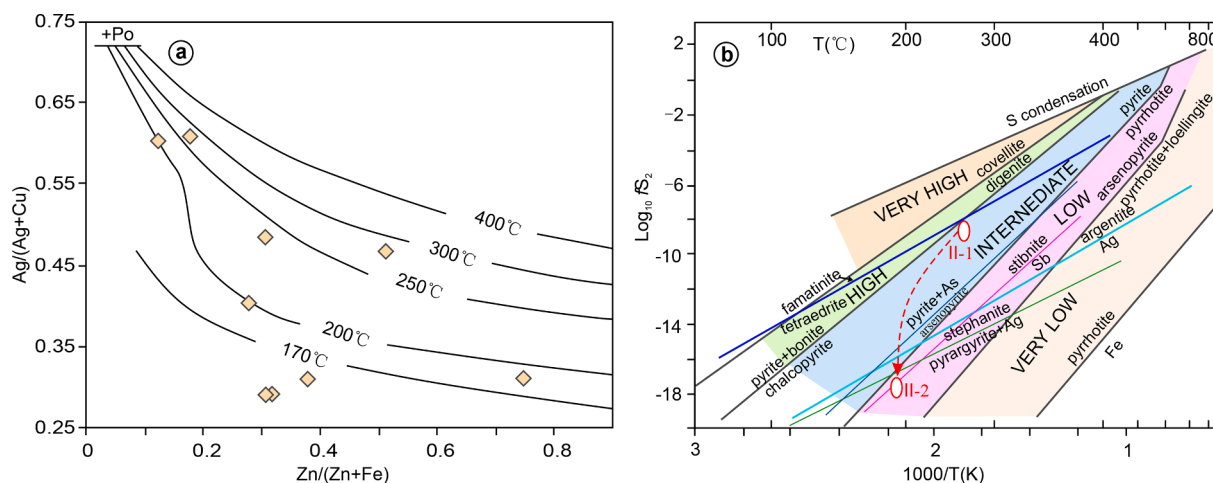 +Po
a
0.75
0.65
0.55
0.45
0.35
0.25
Ag/(Ag+Cu)
400℃
300℃
250℃
200℃
170℃
0
0.2
0.4
0.6
0.8
Zn/(Zn+Fe)
b
100
T(℃)
200
400
800
2
-2
-6
-10
-14
-18
Log₁₀ fS₂
S condensation
VERY HIGH
covellite
digenite
pyrite
pyrrhotite
INTERNEDIATE
arsenopyrite
pyrrhotite+loellingite
LOW
II-1
stibnite
Sb
argentite
Ag
famatinite
tetraedrite
HIGH
pyrite+As
arsenopyrite
stephanite
pyrargyrite+Ag
VERY LOW
pyrite+bonite
chalcopyrite
pyrrhotite
Fe
II-2
3
2
1
1000/T(K)